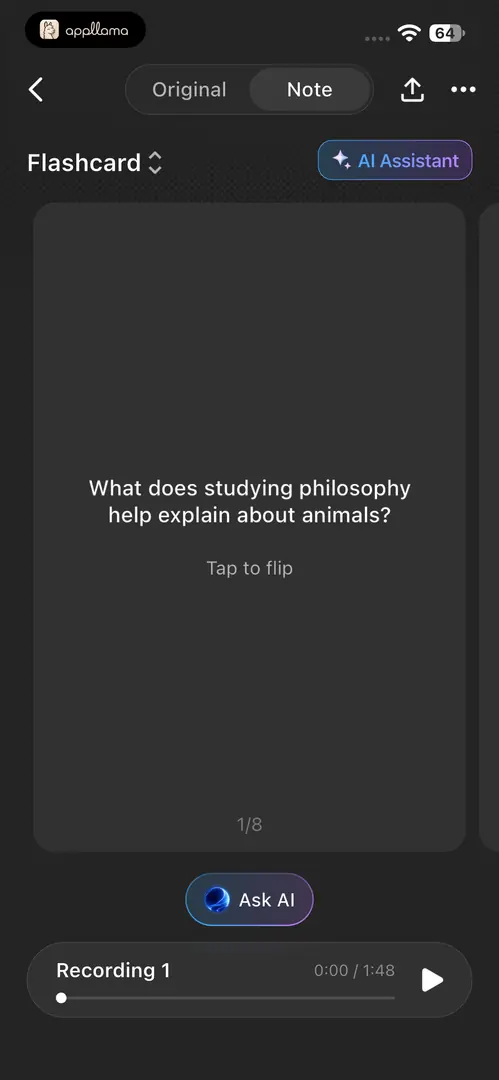 appllama
64
Original
Note
Flashcard
AI Assistant
What does studying philosophy
help explain about animals?
Tap to flip
1/8
Ask AI
Recording 1
0:00 / 1:48